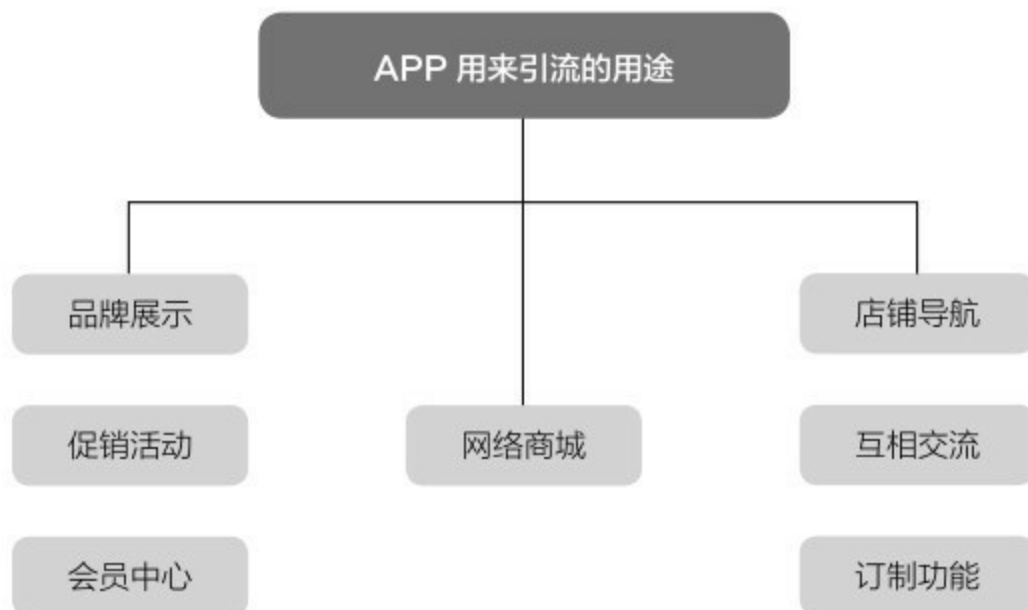 APP 用来引流的用途
品牌展示
店铺导航
促销活动
网络商城
互相交流
会员中心
订制功能